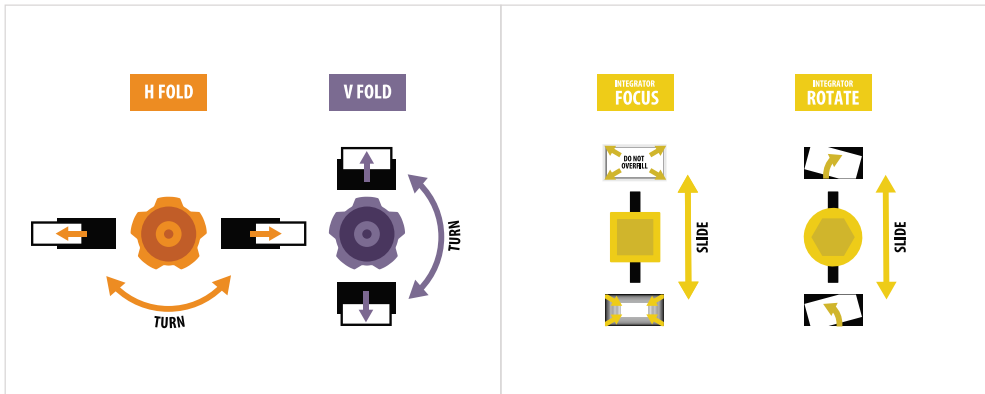 H FOLD
V FOLD
INTEGRATOR
FOCUS
INTEGRATOR
ROTATE
DO NOT
OVERFILL
TURN
TURN
SLIDE
SLIDE